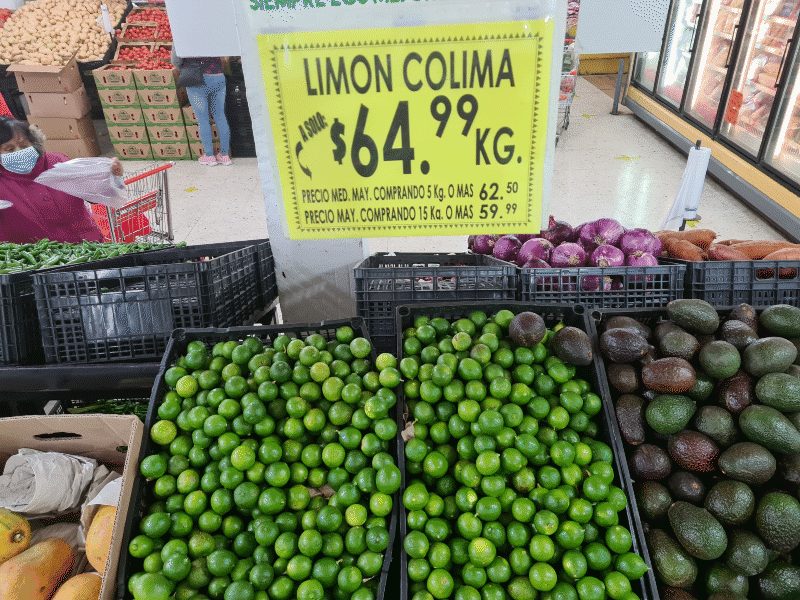 LIMON COLIMA
A SOLO: $64.99 KG.
PRECIO MED. MAY. COMPRANDO 5 Kg. O MAS 62.50
PRECIO MAY. COMPRANDO 15 Kg. O MAS 59.99